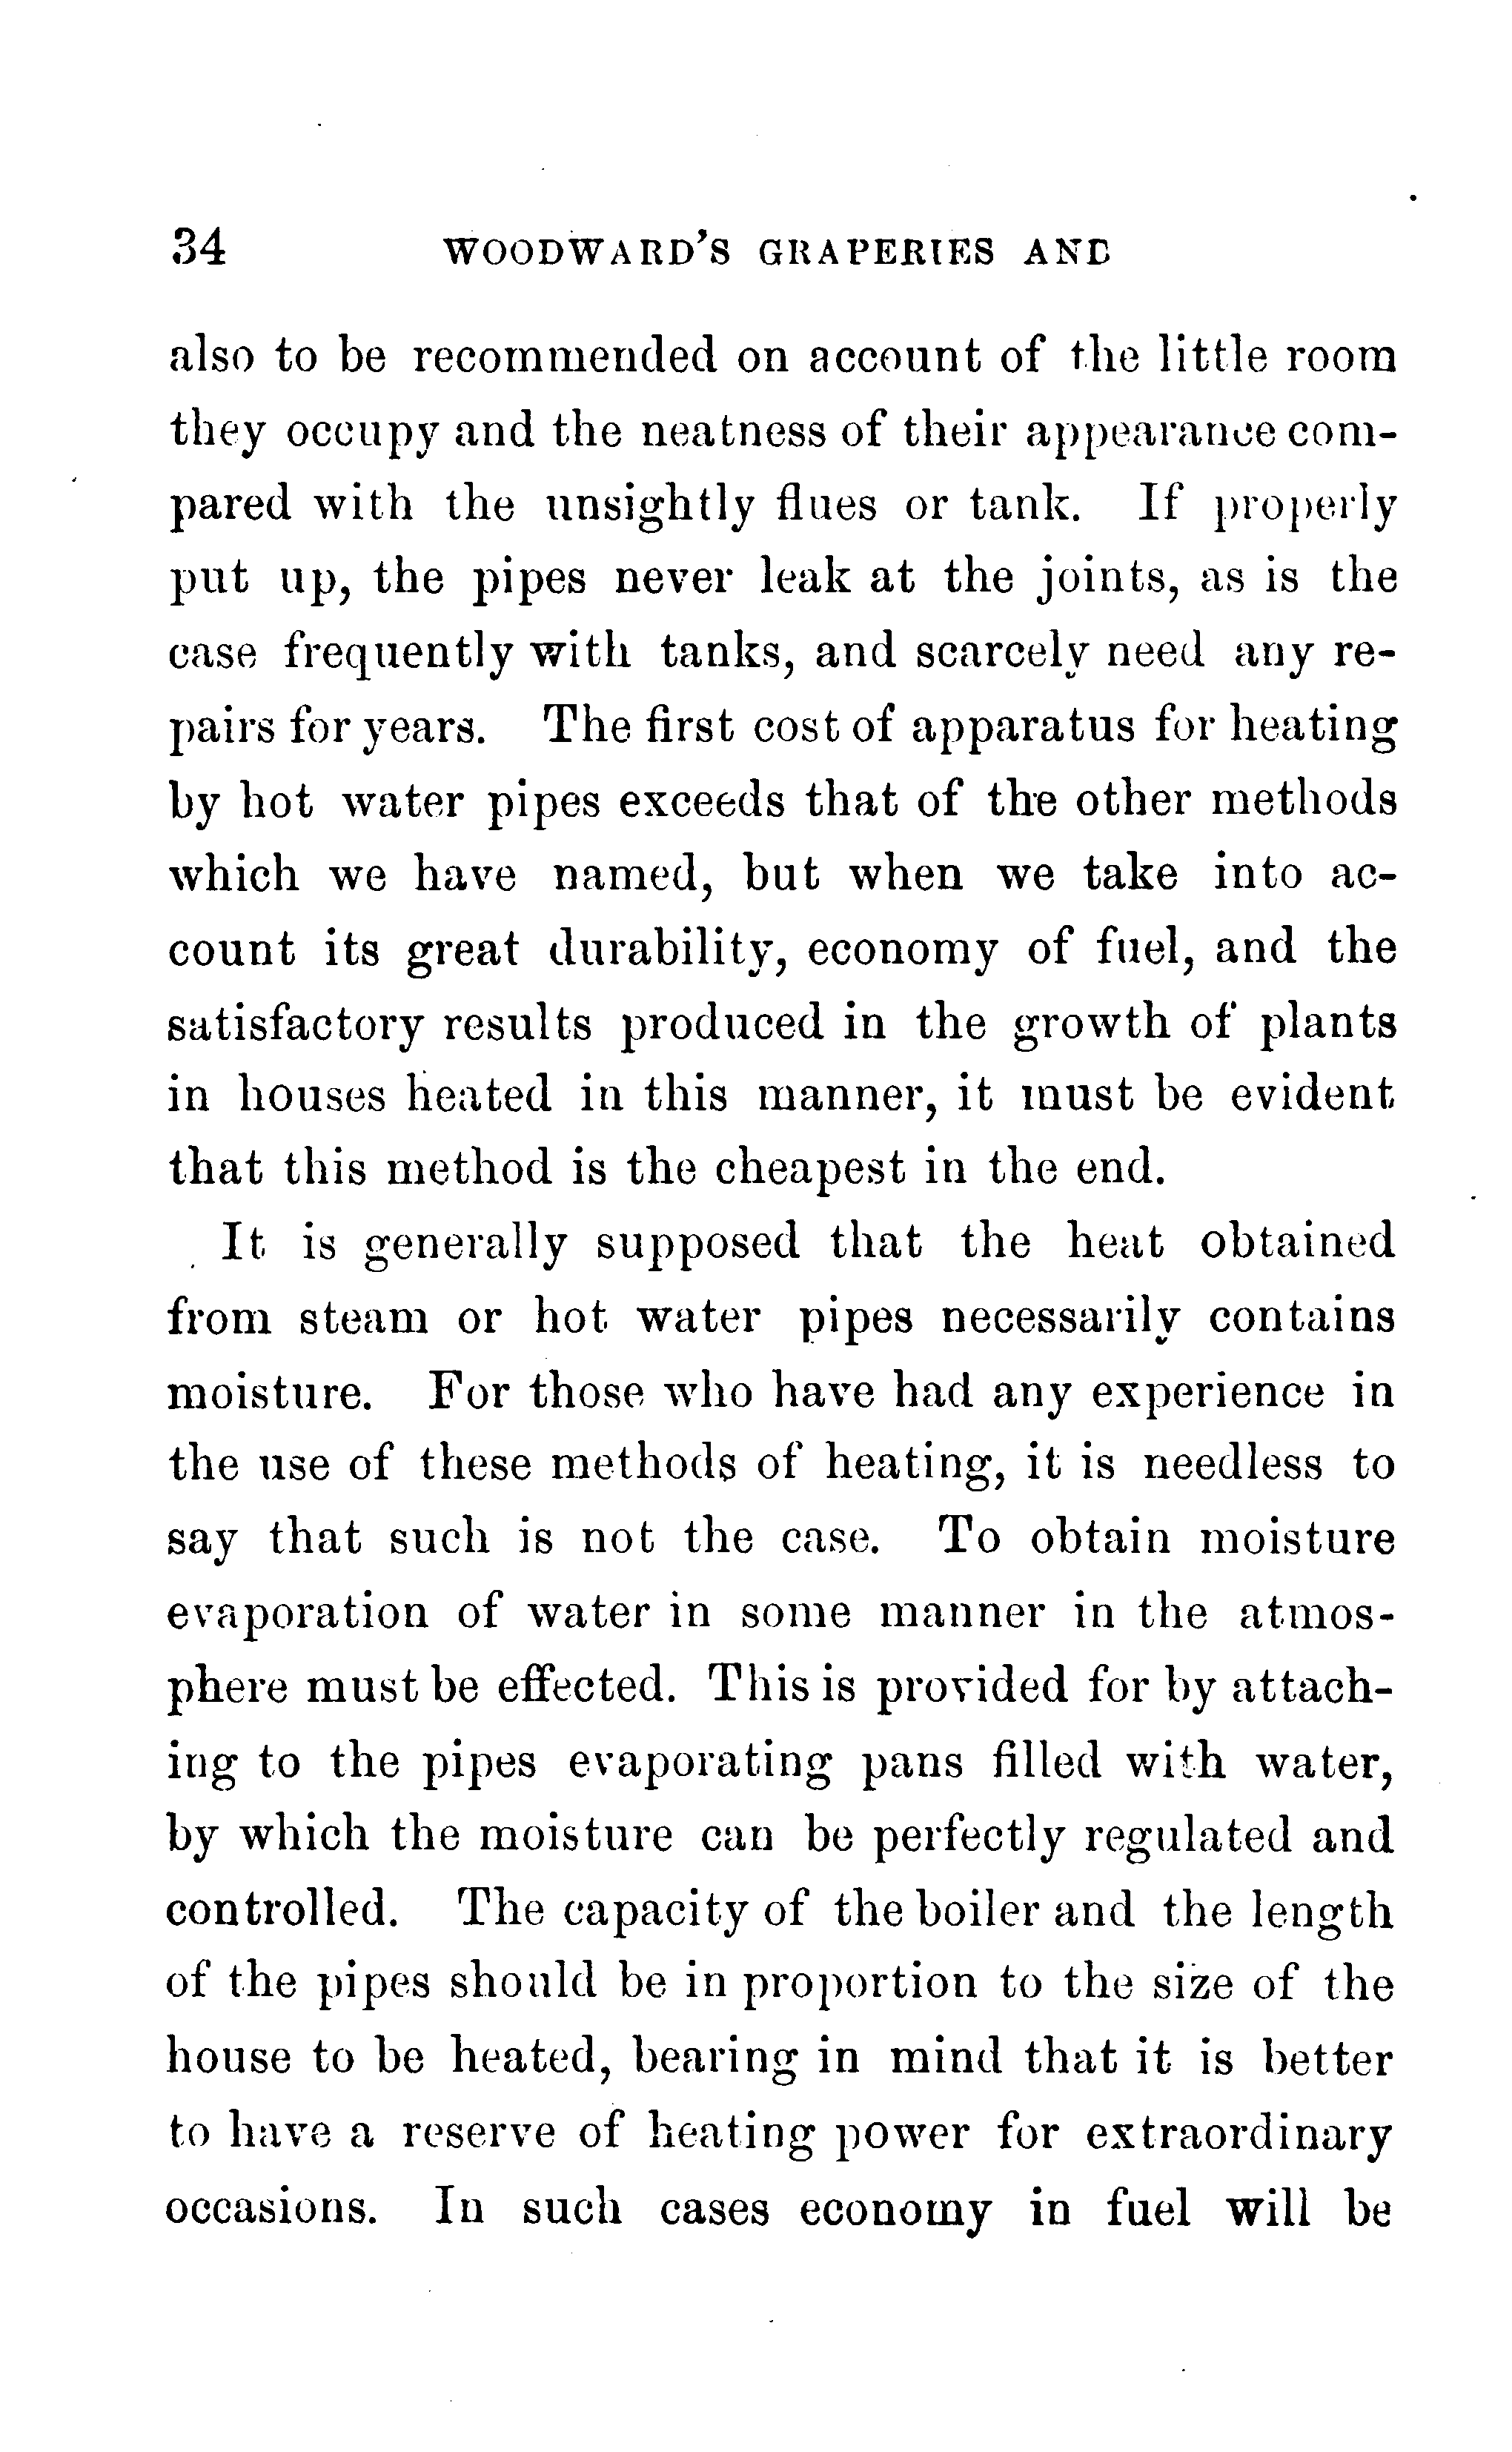 34 WOODWARD'S GRAPERIES AND
also to be recommended on account of the little room
they occupy and the neatness of their appearance com-
pared with the unsightly flues or tank. If properly
put up, the pipes never leak at the joints, as is the
case frequently with tanks, and scarcely need any re-
pairs for years. The first cost of apparatus for heating
by hot water pipes exceeds that of the other methods
which we have named, but when we take into ac-
count its great durability, economy of fuel, and the
satisfactory results produced in the growth of plants
in houses heated in this manner, it must be evident
that this method is the cheapest in the end.
It is generally supposed that the heat obtained
from steam or hot water pipes necessarily contains
moisture. For those who have had any experience in
the use of these methods of heating, it is needless to
say that such is not the case. To obtain moisture
evaporation of water in some manner in the atmos-
phere must be effected. This is provided for by attach-
ing to the pipes evaporating pans filled with water,
by which the moisture can be perfectly regulated and
controlled. The capacity of the boiler and the length
of the pipes should be in proportion to the size of the
house to be heated, bearing in mind that it is better
to have a reserve of heating power for extraordinary
occasions. In such cases economy in fuel will be